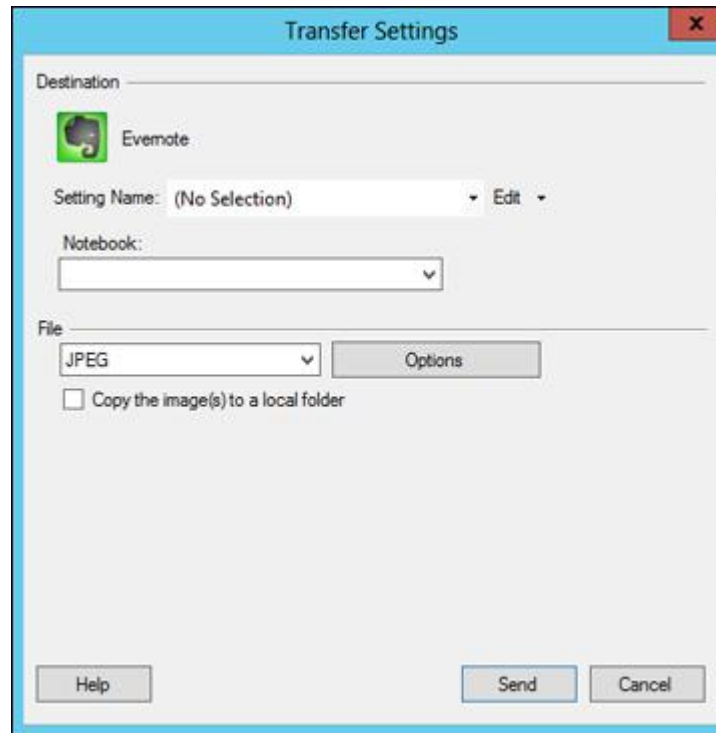 Transfer Settings
x
Destination
Evernote
Setting Name: (No Selection) Edit
Notebook:
File
JPEG Options
Copy the image(s) to a local folder
Help Send Cancel